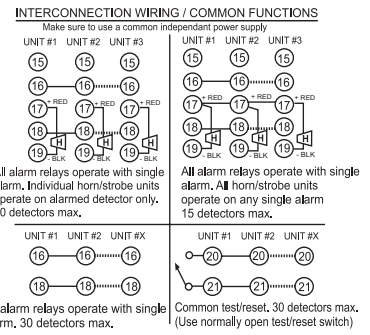 INTERCONNECTION WIRING / COMMON FUNCTIONS
Make sure to use a common independant power supply
UNIT #1 UNIT #2 UNIT #3
15 15 15
16 16 16
+ RED + RED + RED
17 17 17
18 18 18
H H H
19 19 19
- BLK - BLK - BLK
ll alarm relays operate with single
larm. Individual horn/strobe units
perate on alarmed detector only.
0 detectors max.
UNIT #1 UNIT #2 UNIT #3
15 15 15
16 16 16
+ RED + RED + RED
17 17 17
18 18 18
H H H
19 19 19
- BLK - BLK - BLK
All alarm relays operate with single
alarm. All horn/strobe units
operate on any single alarm
15 detectors max.
UNIT #1 UNIT #2 UNIT #X
16 16 16
18 18 18
alarm relays operate with single
rm. 30 detectors max.
UNIT #1 UNIT #2 UNIT #X
20 20 20
21 21 21
Common test/reset. 30 detectors max.
(Use normally open test/reset switch)